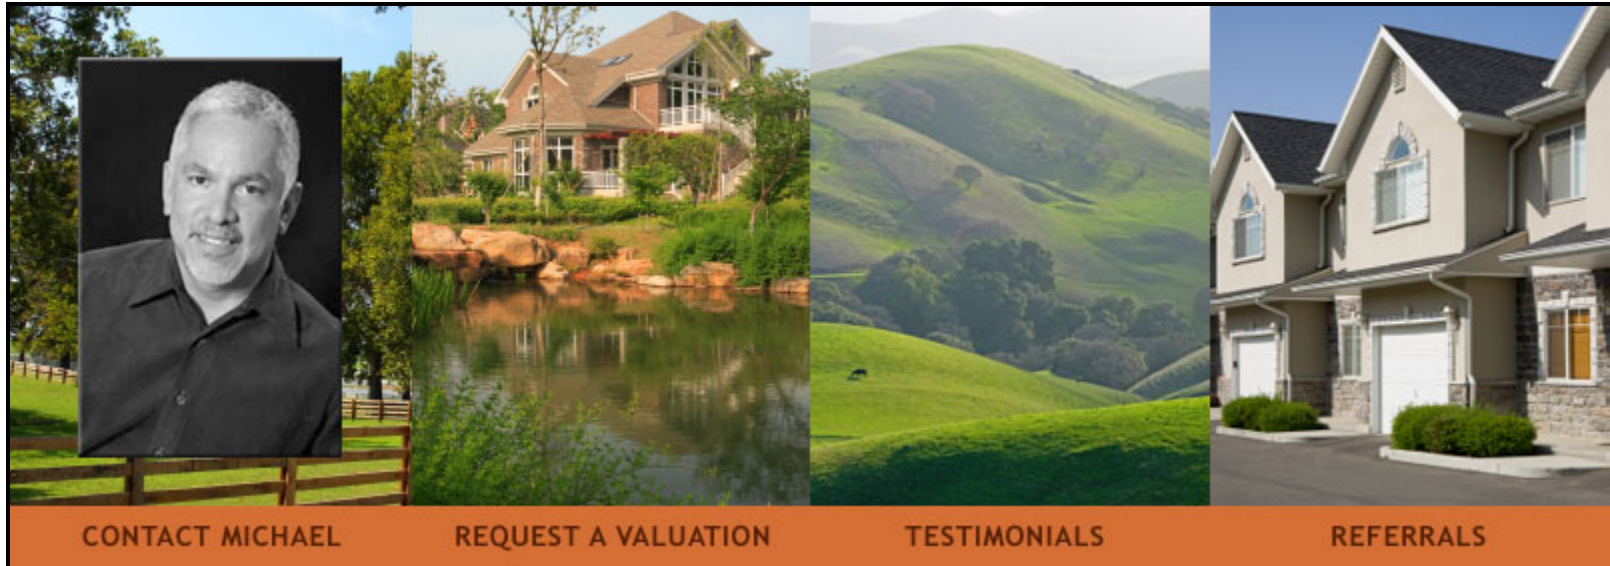 CONTACT MICHAEL
REQUEST A VALUATION
TESTIMONIALS
REFERRALS